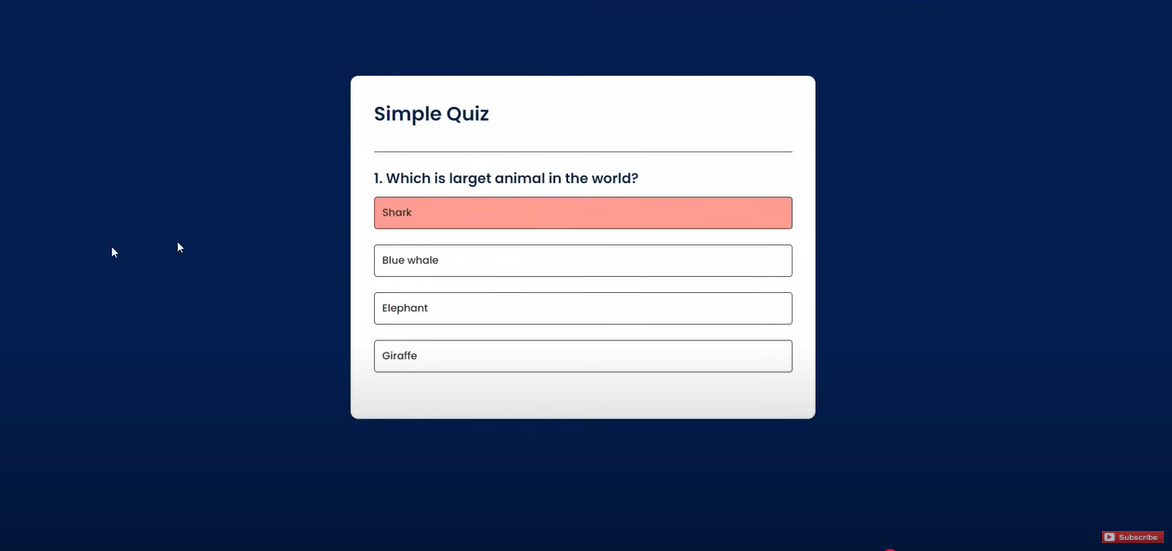 Simple Quiz
1. Which is larget animal in the world?
Shark
Blue whale
Elephant
Giraffe
Subscribe